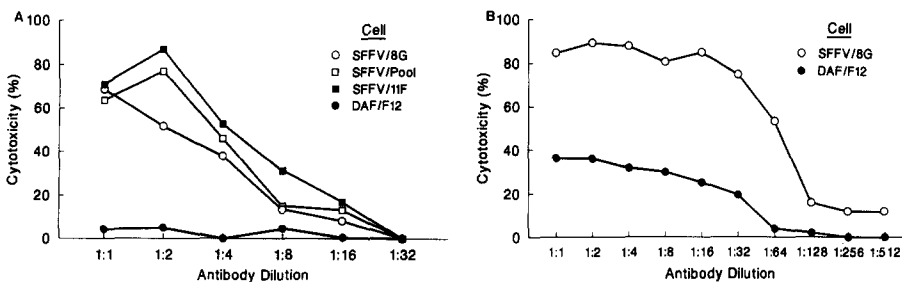 A
100
80
60
40
20
0
Cytotoxicity (%)
Cell
SFFV/8G
SFFV/Pool
SFFV/11F
DAF/F12
1:1 1:2 1:4 1:8 1:16 1:32
Antibody Dilution
B
100
80
60
40
20
0
Cytotoxicity (%)
Cell
SFFV/8G
DAF/F12
1:1 1:2 1:4 1:8 1:16 1:32 1:64 1:128 1:256 1:512
Antibody Dilution